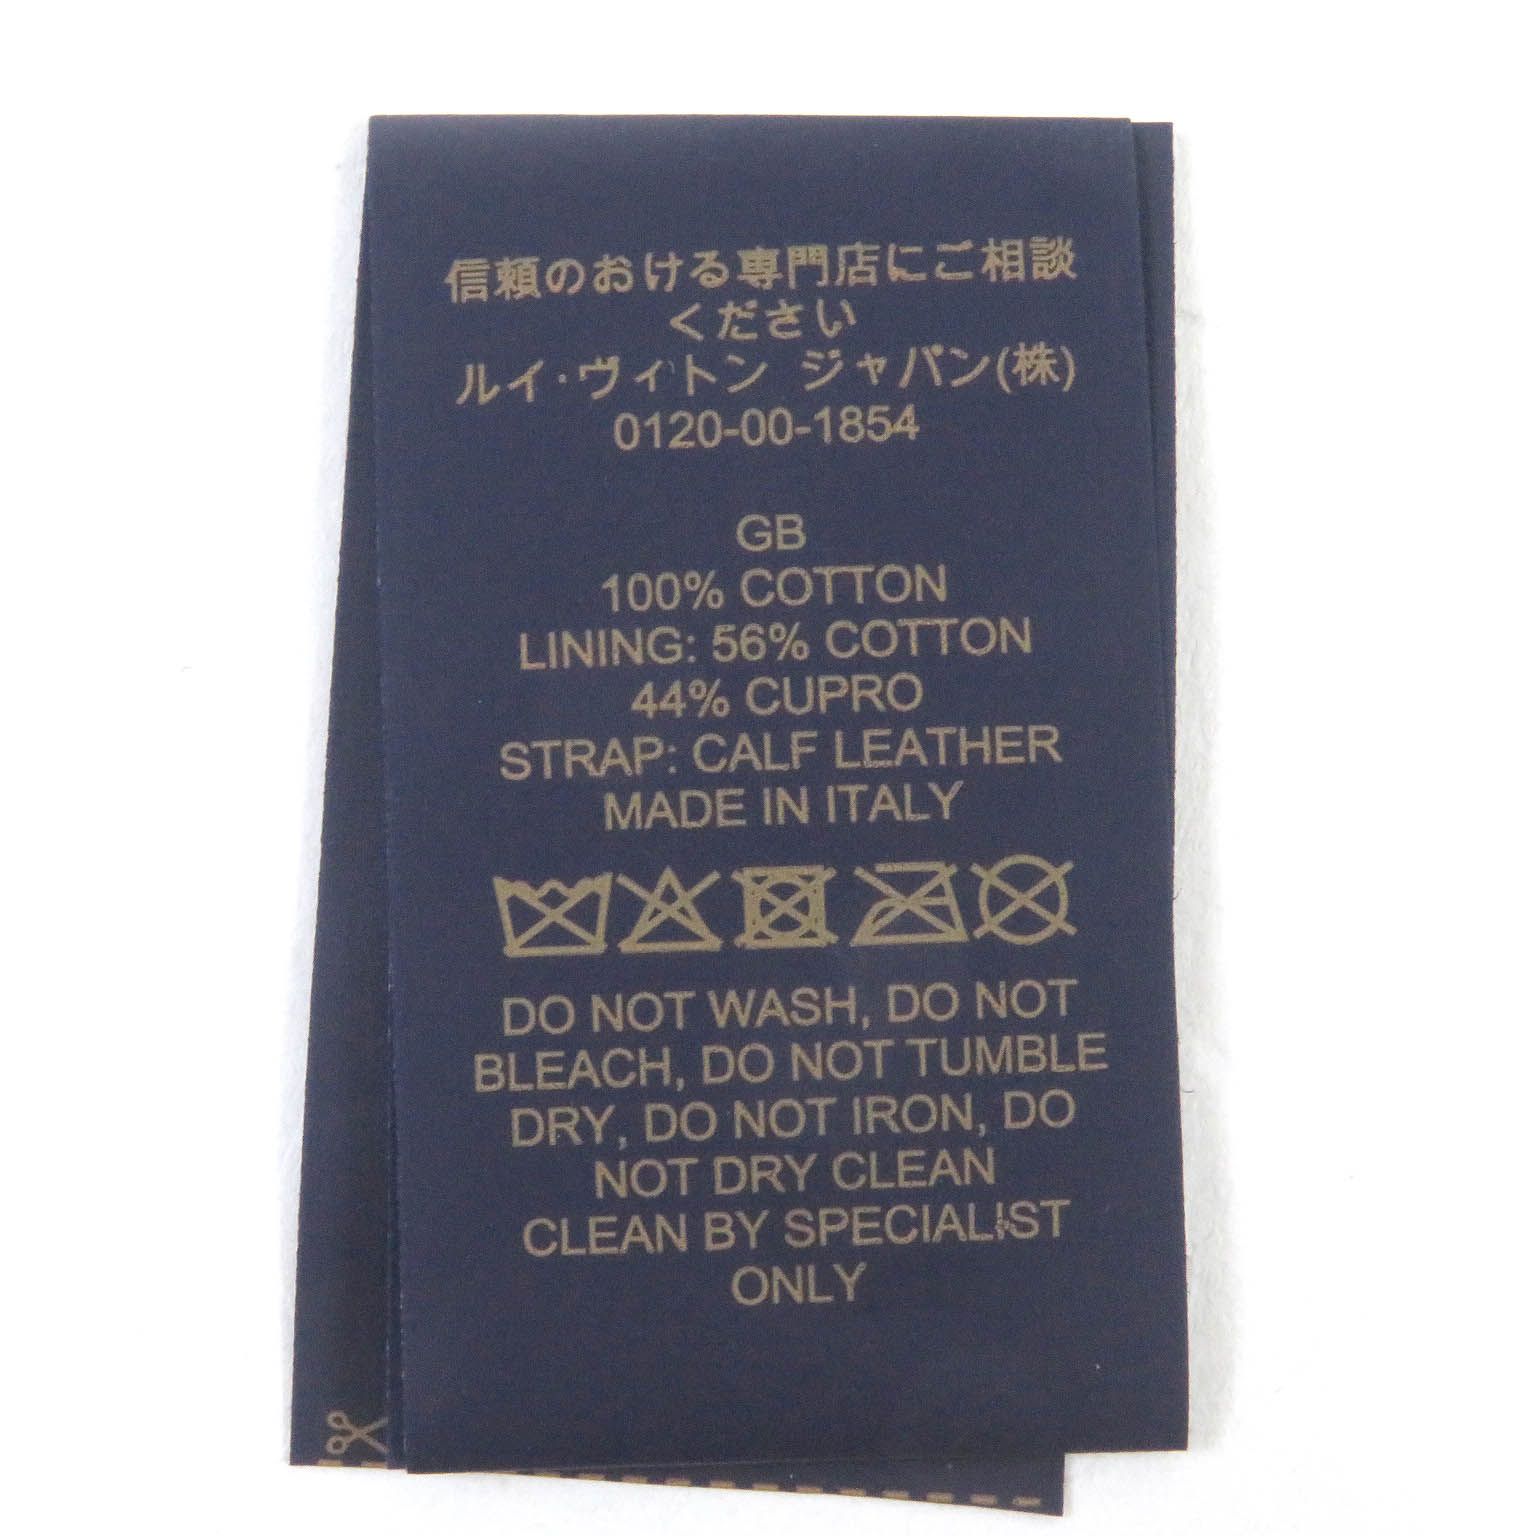 信頼のおける専門店にご相談
ください
ルイ・ヴィトン ジャパン(株)
0120-00-1854
GB
100% COTTON
LINING: 56% COTTON
44% CUPRO
STRAP: CALF LEATHER
MADE IN ITALY
DO NOT WASH, DO NOT
BLEACH, DO NOT TUMBLE
DRY, DO NOT IRON, DO
NOT DRY CLEAN
CLEAN BY SPECIALIST
ONLY